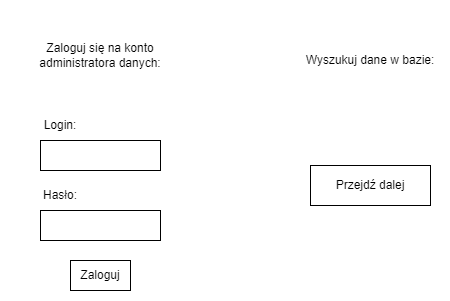 Zaloguj się na konto
administratora danych:
Login:
Hasło:
Zaloguj
Wyszukuj dane w bazie:
Przejdź dalej